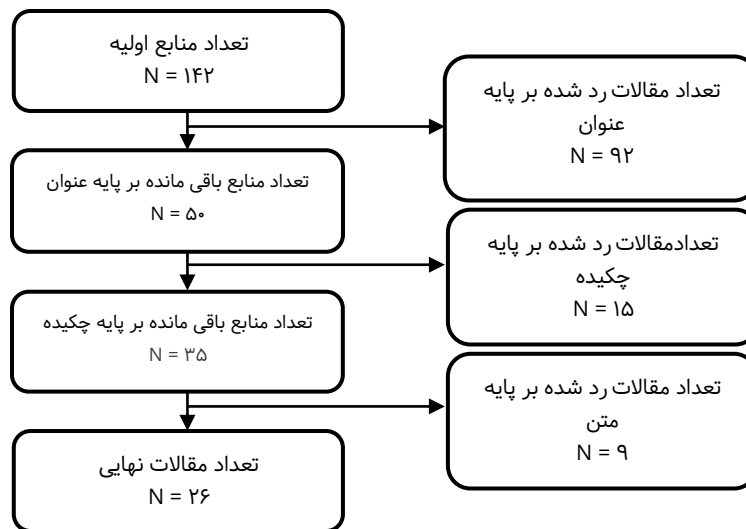 تعداد منابع اولیه
N = ۱۴۲
تعداد مقالات رد شده بر پایه
عنوان
N = ۹۲
تعداد منابع باقی مانده بر پایه عنوان
N = ۵۰
تعدادمقالات رد شده بر پایه
چکیده
N = ۱۵
تعداد منابع باقی مانده بر پایه چکیده
N = ۳۵
تعداد مقالات رد شده بر پایه
متن
N = ۹
تعداد مقالات نهایی
N = ۲۶